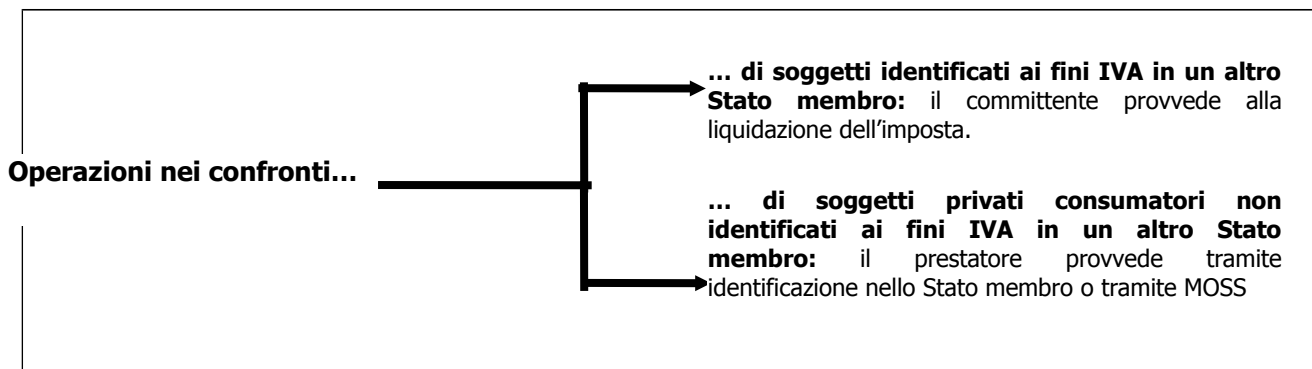 Operazioni nei confronti...
… di soggetti identificati ai fini IVA in un altro
Stato membro: il committente provvede alla
liquidazione dell’imposta.
… di soggetti privati consumatori non
identificati ai fini IVA in un altro Stato
membro: il prestatore provvede tramite
identificazione nello Stato membro o tramite MOSS